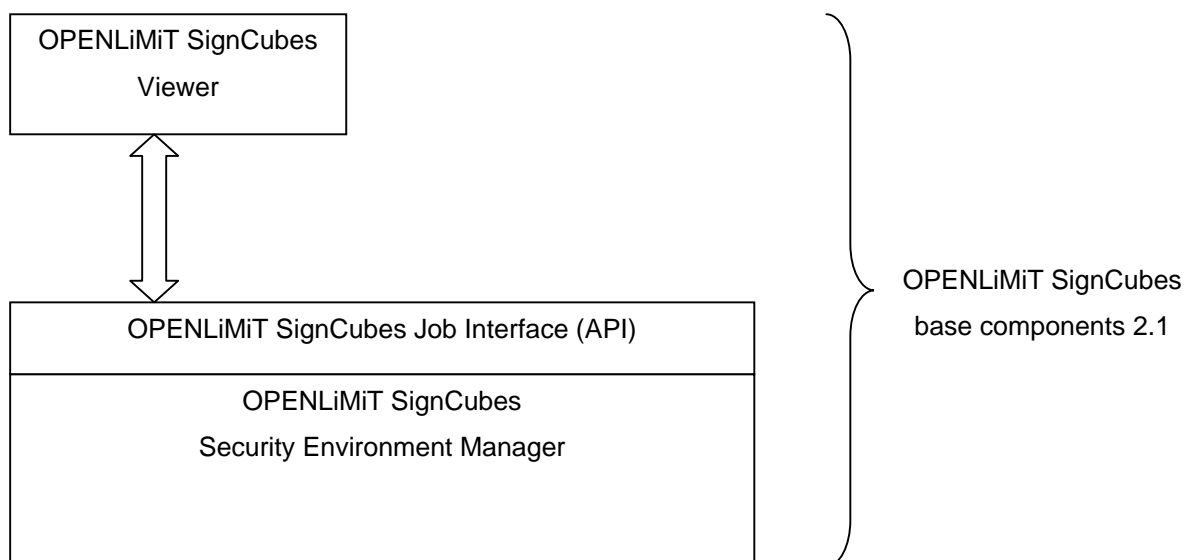 OPENLiMiT SignCubes
Viewer
OPENLiMiT SignCubes Job Interface (API)
OPENLiMiT SignCubes
Security Environment Manager
OPENLiMiT SignCubes
base components 2.1